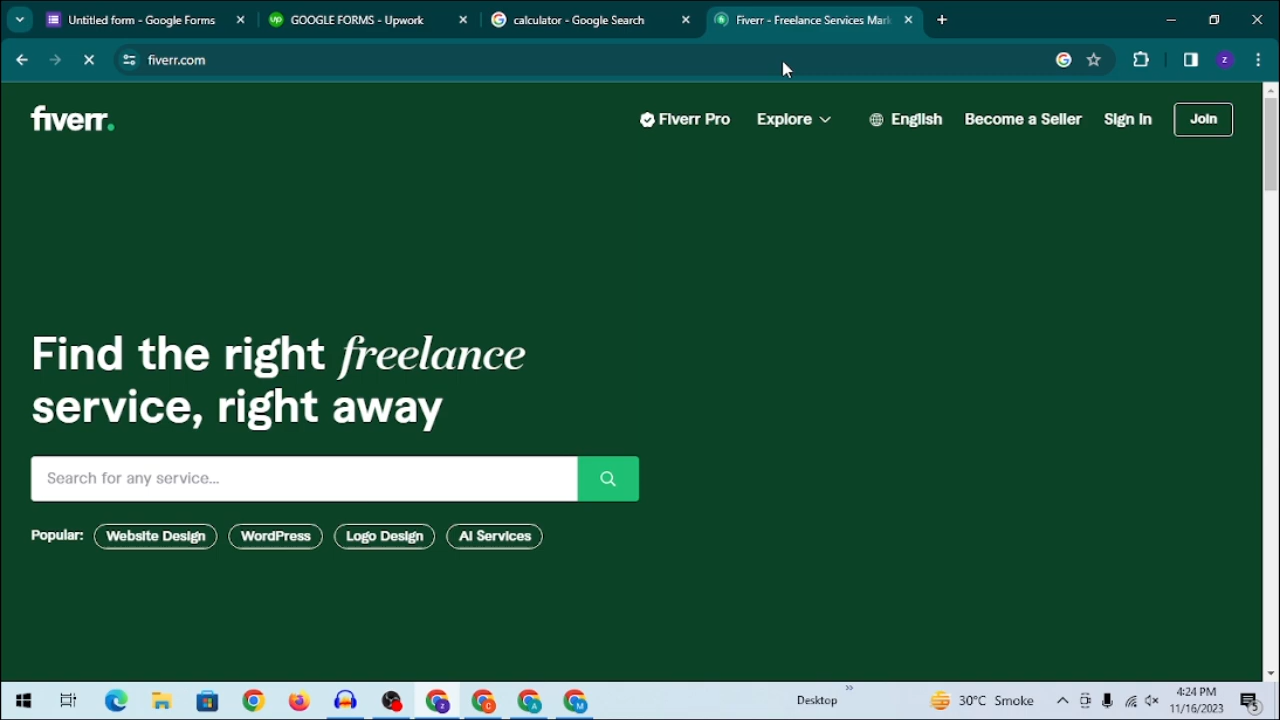 Untitled form - Google Forms
GOOGLE FORMS - Upwork
calculator - Google Search
Fiverr - Freelance Services Mark
fiverr.com
fiverr.
Fiverr Pro
Explore
English
Become a Seller
Sign In
Join
Find the right freelance
service, right away
Search for any service...
Popular:
Website Design
WordPress
Logo Design
AI Services
Desktop
30°C Smoke
4:24 PM
11/16/2023